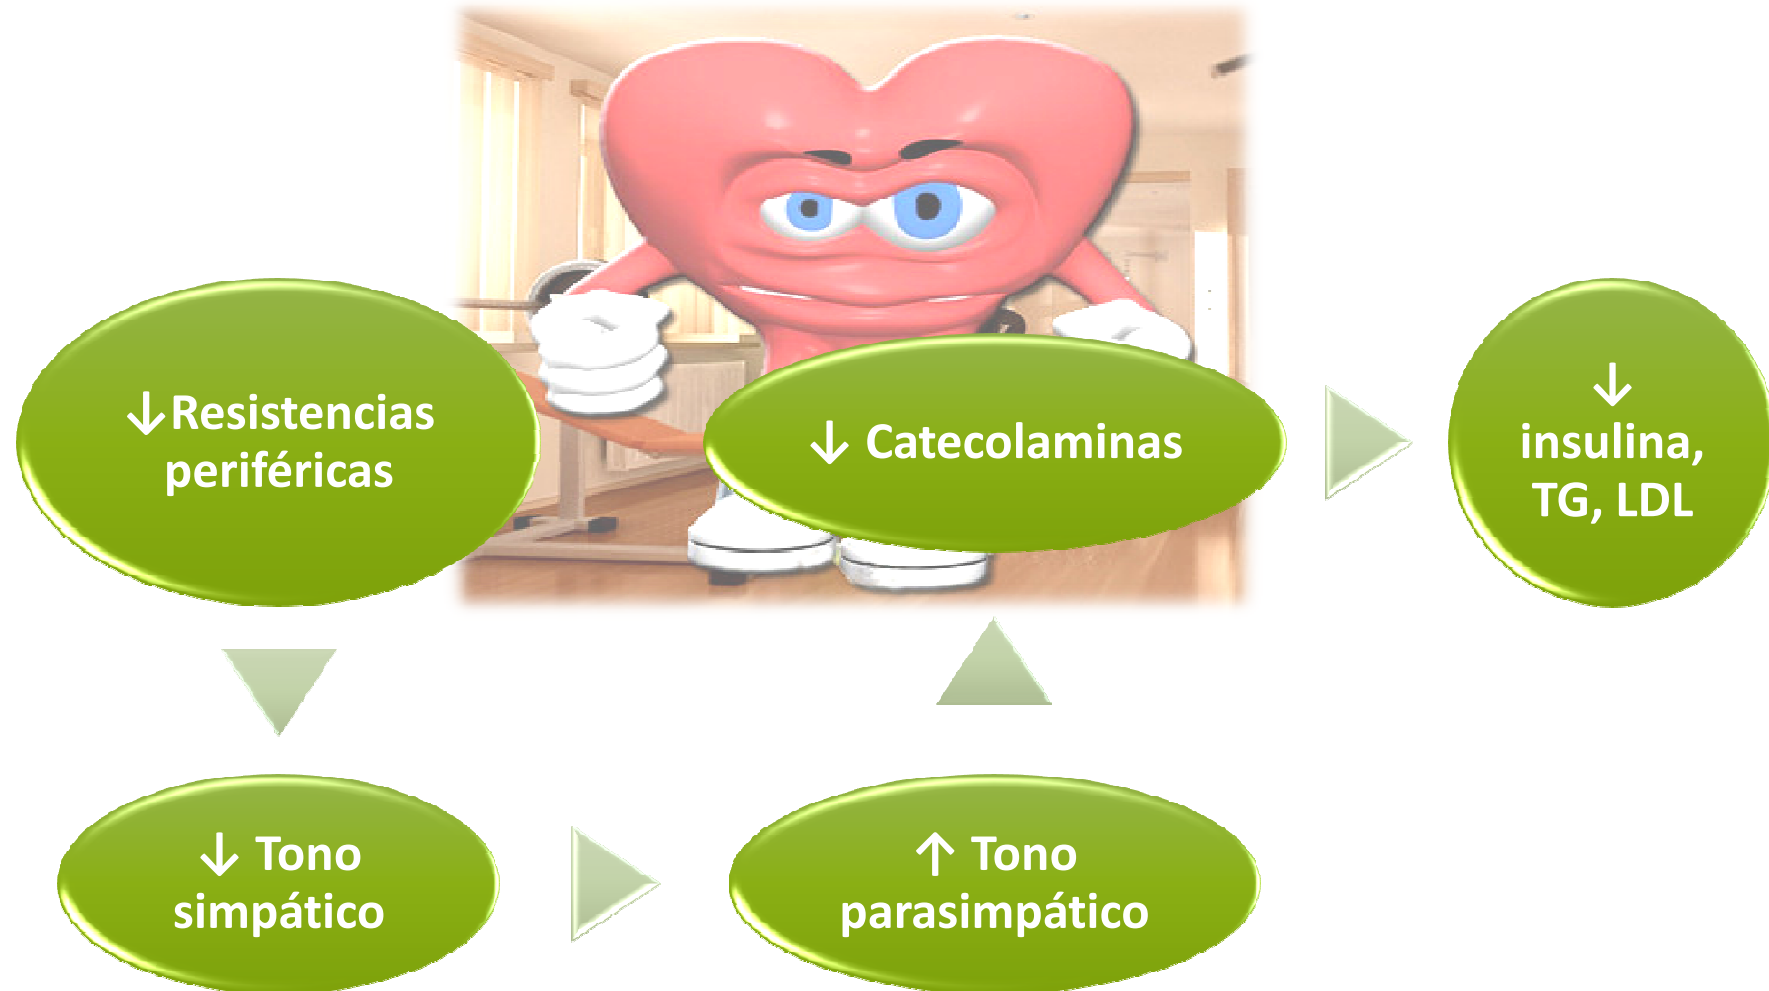 ↓Resistencias
periféricas
↓ Tono
simpático
↑ Tono
parasimpático
↓ Catecolaminas
↓
insulina,
TG, LDL